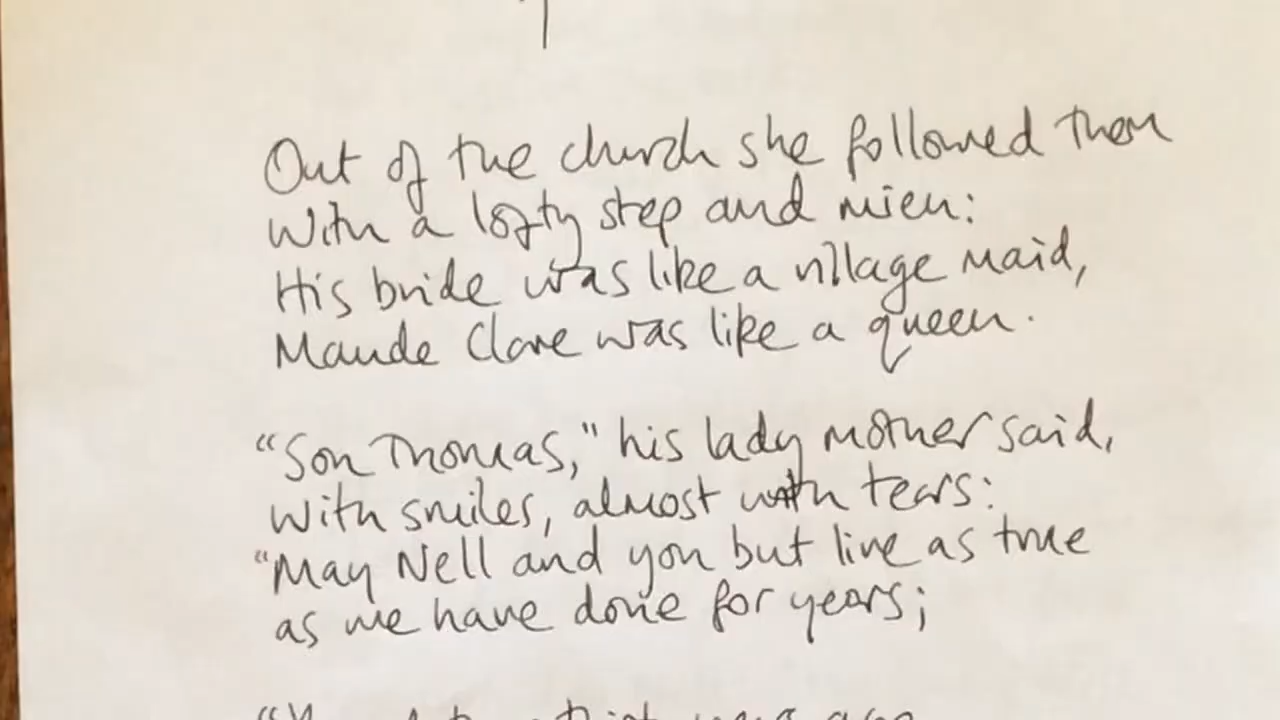 Out of the church she followed them
With a lofty step and mien:
His bride was like a village maid,
Maude Clare was like a queen.
"Son Thomas," his lady mother said,
With smiles, almost with tears:
"May Nell and you but live as true
as we have done for years;